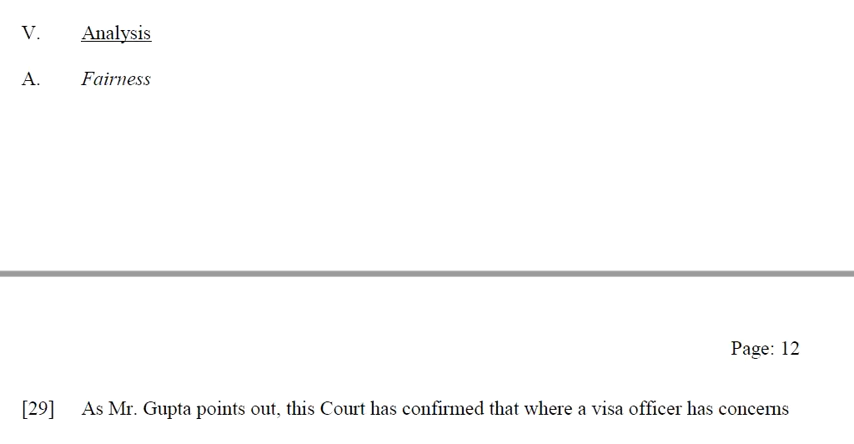 V. Analysis
A. Fairness
Page: 12
[29] As Mr. Gupta points out, this Court has confirmed that where a visa officer has concerns